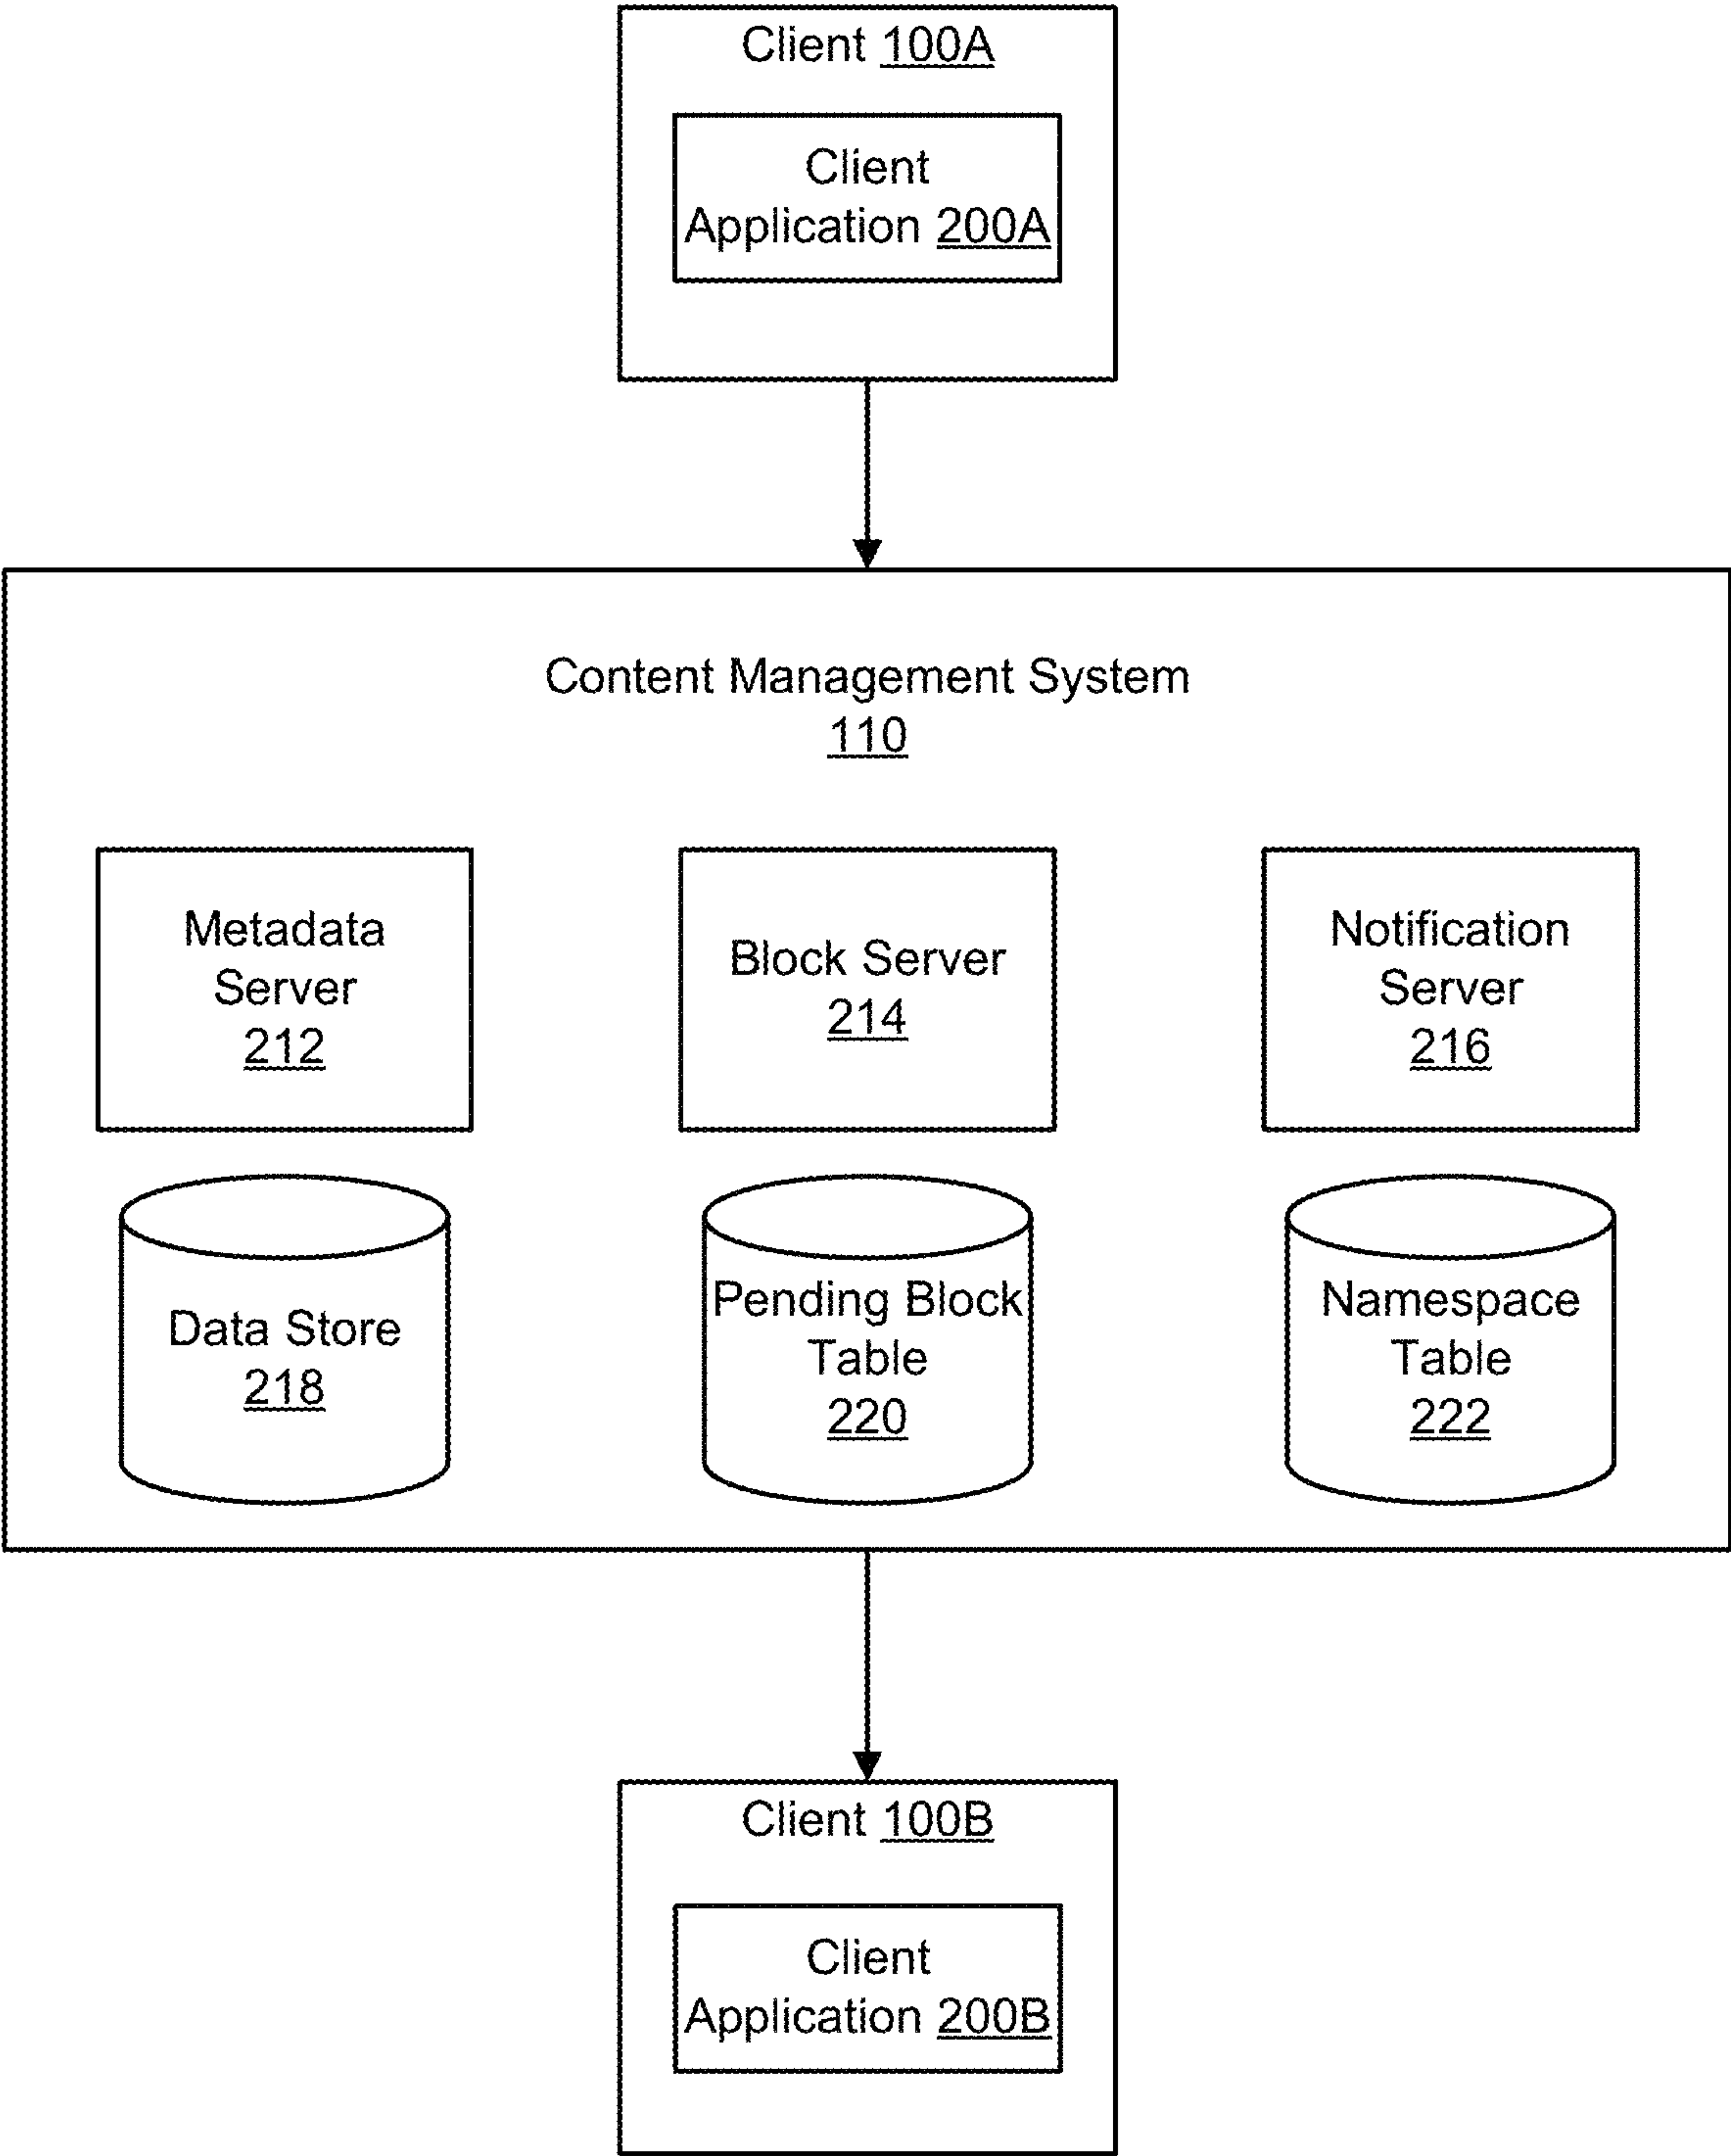 Client 100A
Client
Application 200A
Content Management System
110
Metadata
Server
212
Block Server
214
Notification
Server
216
Data Store
218
Pending Block
Table
220
Namespace
Table
222
Client 100B
Client
Application 200B